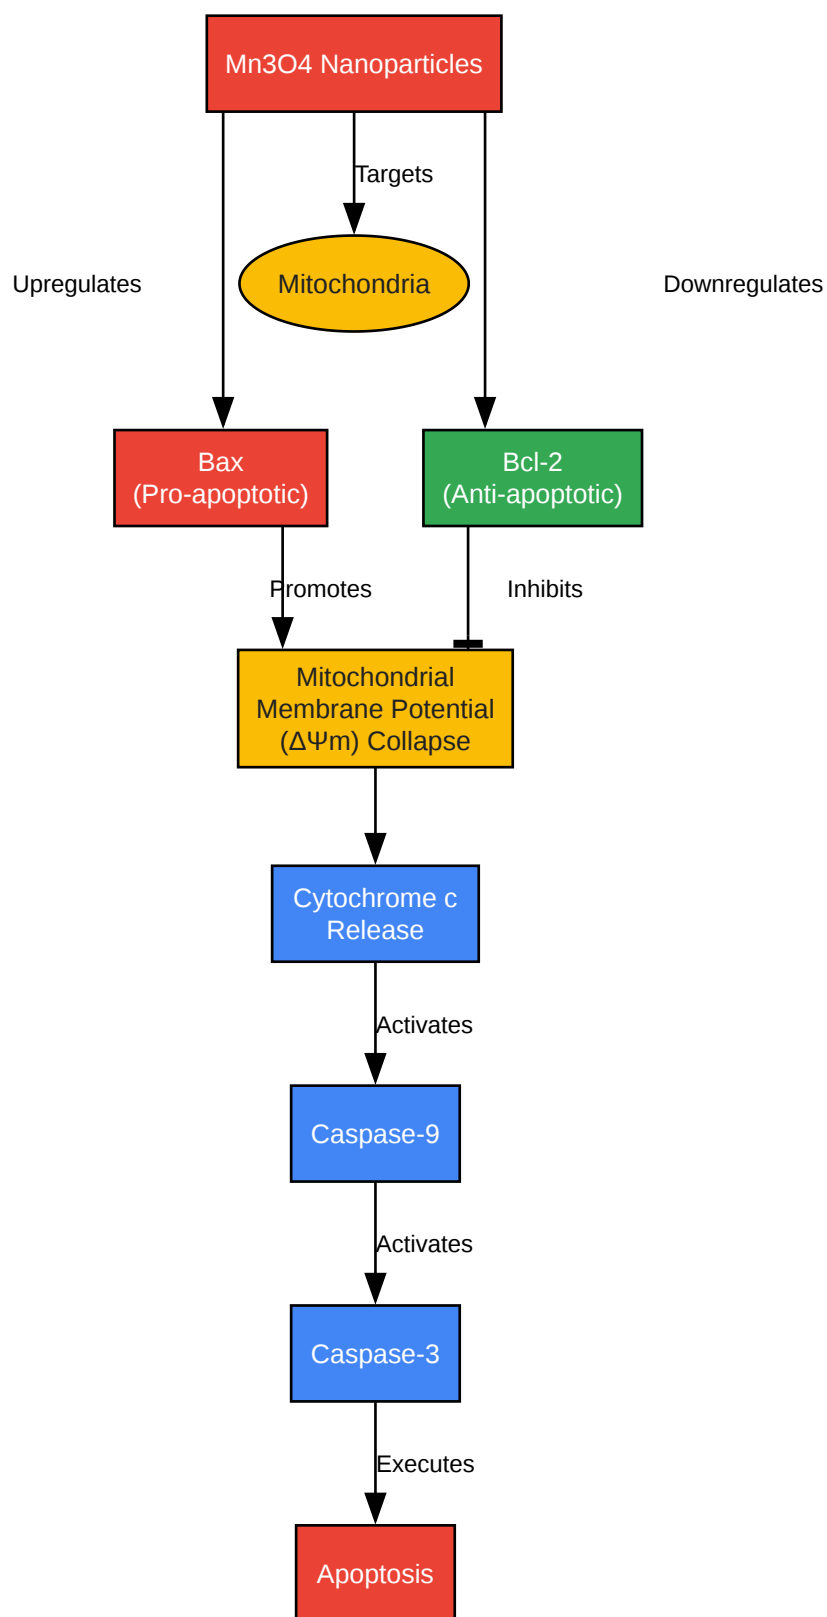 Mn3O4 Nanoparticles
Targets
Upregulates
Mitochondria
Downregulates
Bax
(Pro-apoptotic)
Bcl-2
(Anti-apoptotic)
Promotes
Inhibits
Mitochondrial
Membrane Potential
(ΔΨm) Collapse
Cytochrome c
Release
Activates
Caspase-9
Activates
Caspase-3
Executes
Apoptosis